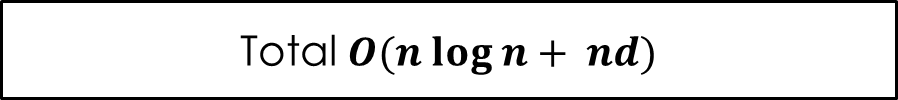 Total O(n log n + nd)